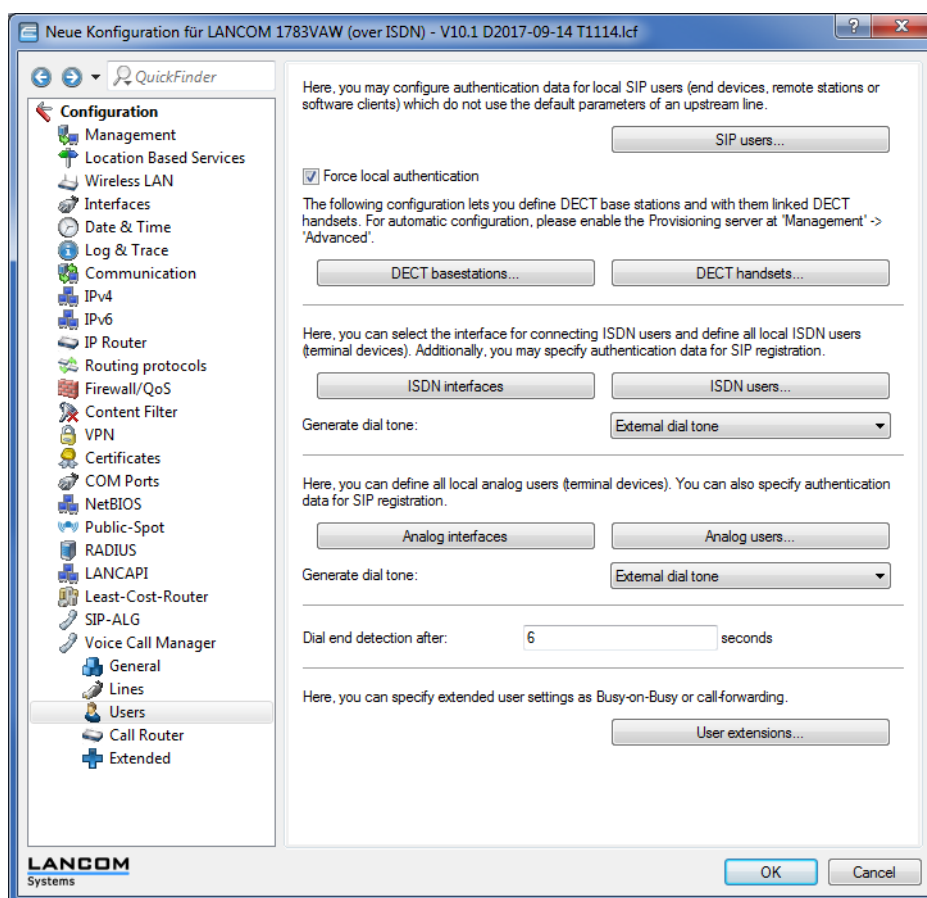 Neue Konfiguration für LANCOM 1783VAW (over ISDN) - V10.1 D2017-09-14 T1114.lcf
QuickFinder
Configuration
Management
Location Based Services
Wireless LAN
Interfaces
Date & Time
Log & Trace
Communication
IPv4
IPv6
IP Router
Routing protocols
Firewall/QoS
Content Filter
VPN
Certificates
COM Ports
NetBIOS
Public-Spot
RADIUS
LANCAPI
Least-Cost-Router
SIP-ALG
Voice Call Manager
General
Lines
Users
Call Router
Extended
Here, you may configure authentication data for local SIP users (end devices, remote stations or
software clients) which do not use the default parameters of an upstream line.
SIP users...
Force local authentication
The following configuration lets you define DECT base stations and with them linked DECT
handsets. For automatic configuration, please enable the Provisioning server at 'Management' ->
'Advanced'.
DECT basestations...
DECT handsets...
Here, you can select the interface for connecting ISDN users and define all local ISDN users
(terminal devices). Additionally, you may specify authentication data for SIP registration.
ISDN interfaces
ISDN users...
Generate dial tone:
External dial tone
Here, you can define all local analog users (terminal devices). You can also specify authentication
data for SIP registration.
Analog interfaces
Analog users...
Generate dial tone:
External dial tone
Dial end detection after:
6
seconds
Here, you can specify extended user settings as Busy-on-Busy or call-forwarding.
User extensions...
LANCOM
Systems
OK
Cancel